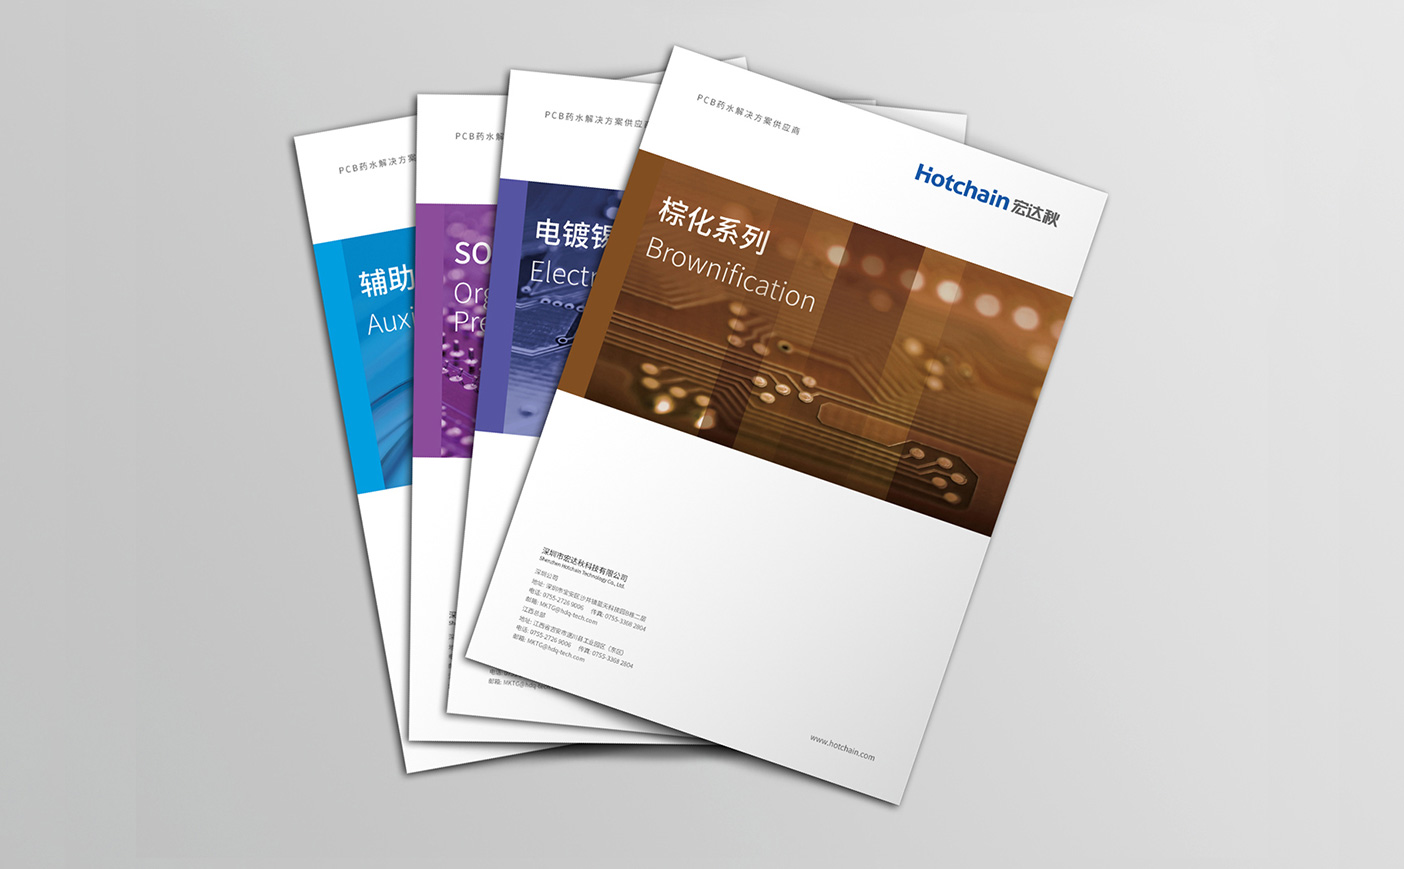 PCB药水解决方案供应商
Hotchain 宏达秋
棕化系列
Brownification
深圳市宏达秋科技有限公司
Shenzhen Hotchain Technology Co., Ltd.
深圳公司
地址: 深圳市宝安区沙井镇蓝天科技园B栋二层
电话: 0755-2726 9006 传真: 0755-3368 2804
邮箱: MKTG@hdq-tech.com
江西总部
地址: 江西省吉安市遂川县工业园区（东区）
电话: 0755-2726 9006 传真: 0755-3368 2804
邮箱: MKTG@hdq-tech.com
www.hotchain.com
PCB药水解决方案供应
电镀锡
Electr
邮箱: MKTG@hdq-tech
PCB药水解
SO
Org
Pre
PCB药水解决方案
辅助
Auxi